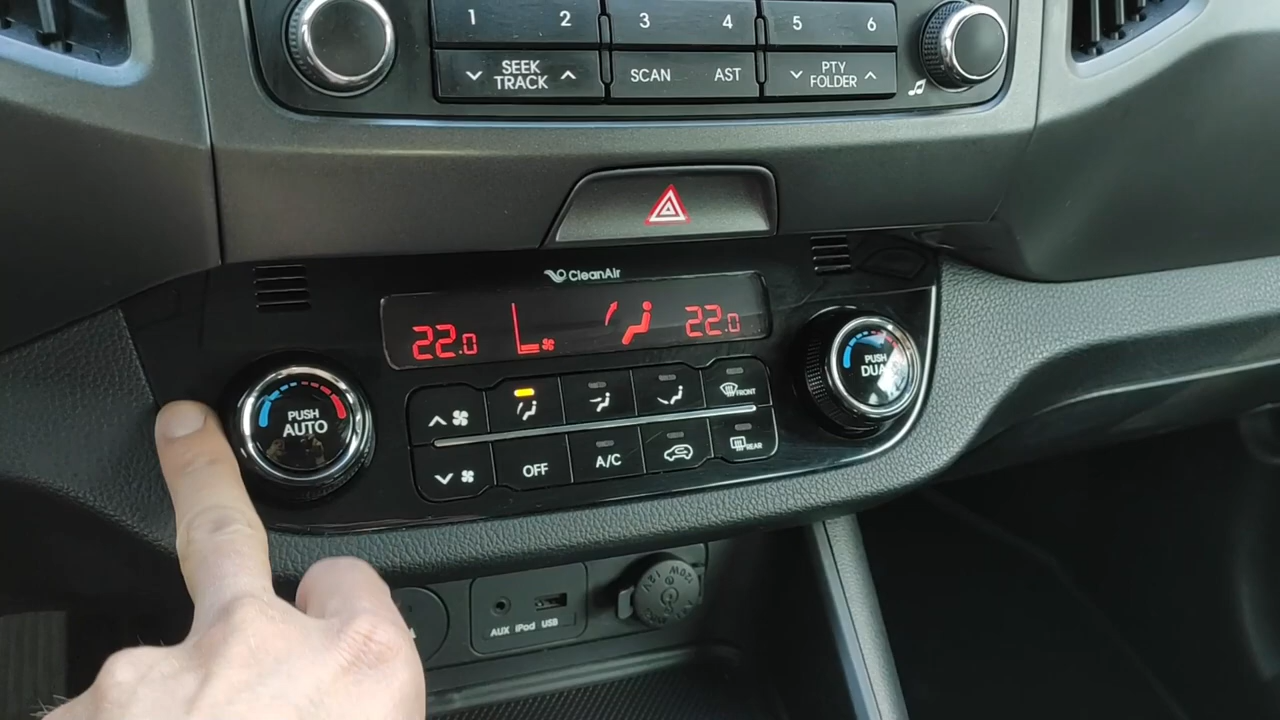 1 2 3 4 5 6
SEEK
TRACK
SCAN AST
PTY
FOLDER
CleanAir
22.0 22.0
PUSH
AUTO
PUSH
DUAL
FRONT
OFF A/C REAR
AUX iPod USB
12V